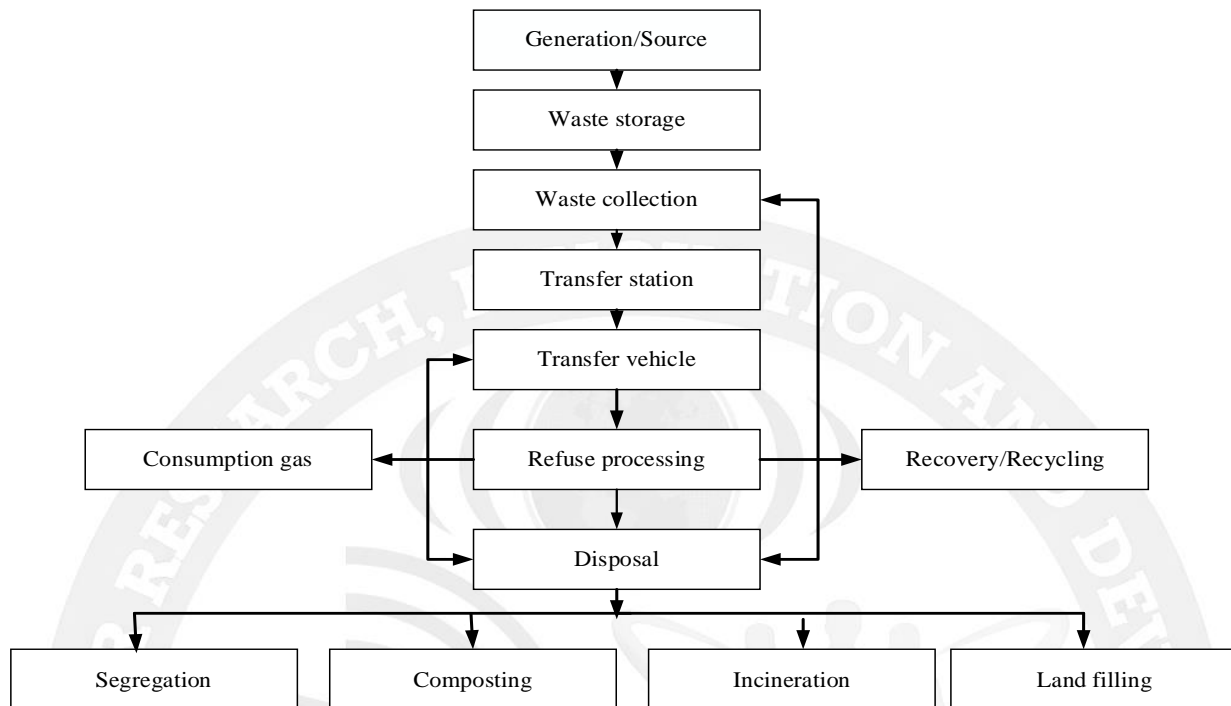 Generation/Source
Waste storage
Waste collection
Transfer station
Transfer vehicle
Consumption gas
Refuse processing
Recovery/Recycling
Disposal
Segregation
Composting
Incineration
Land filling